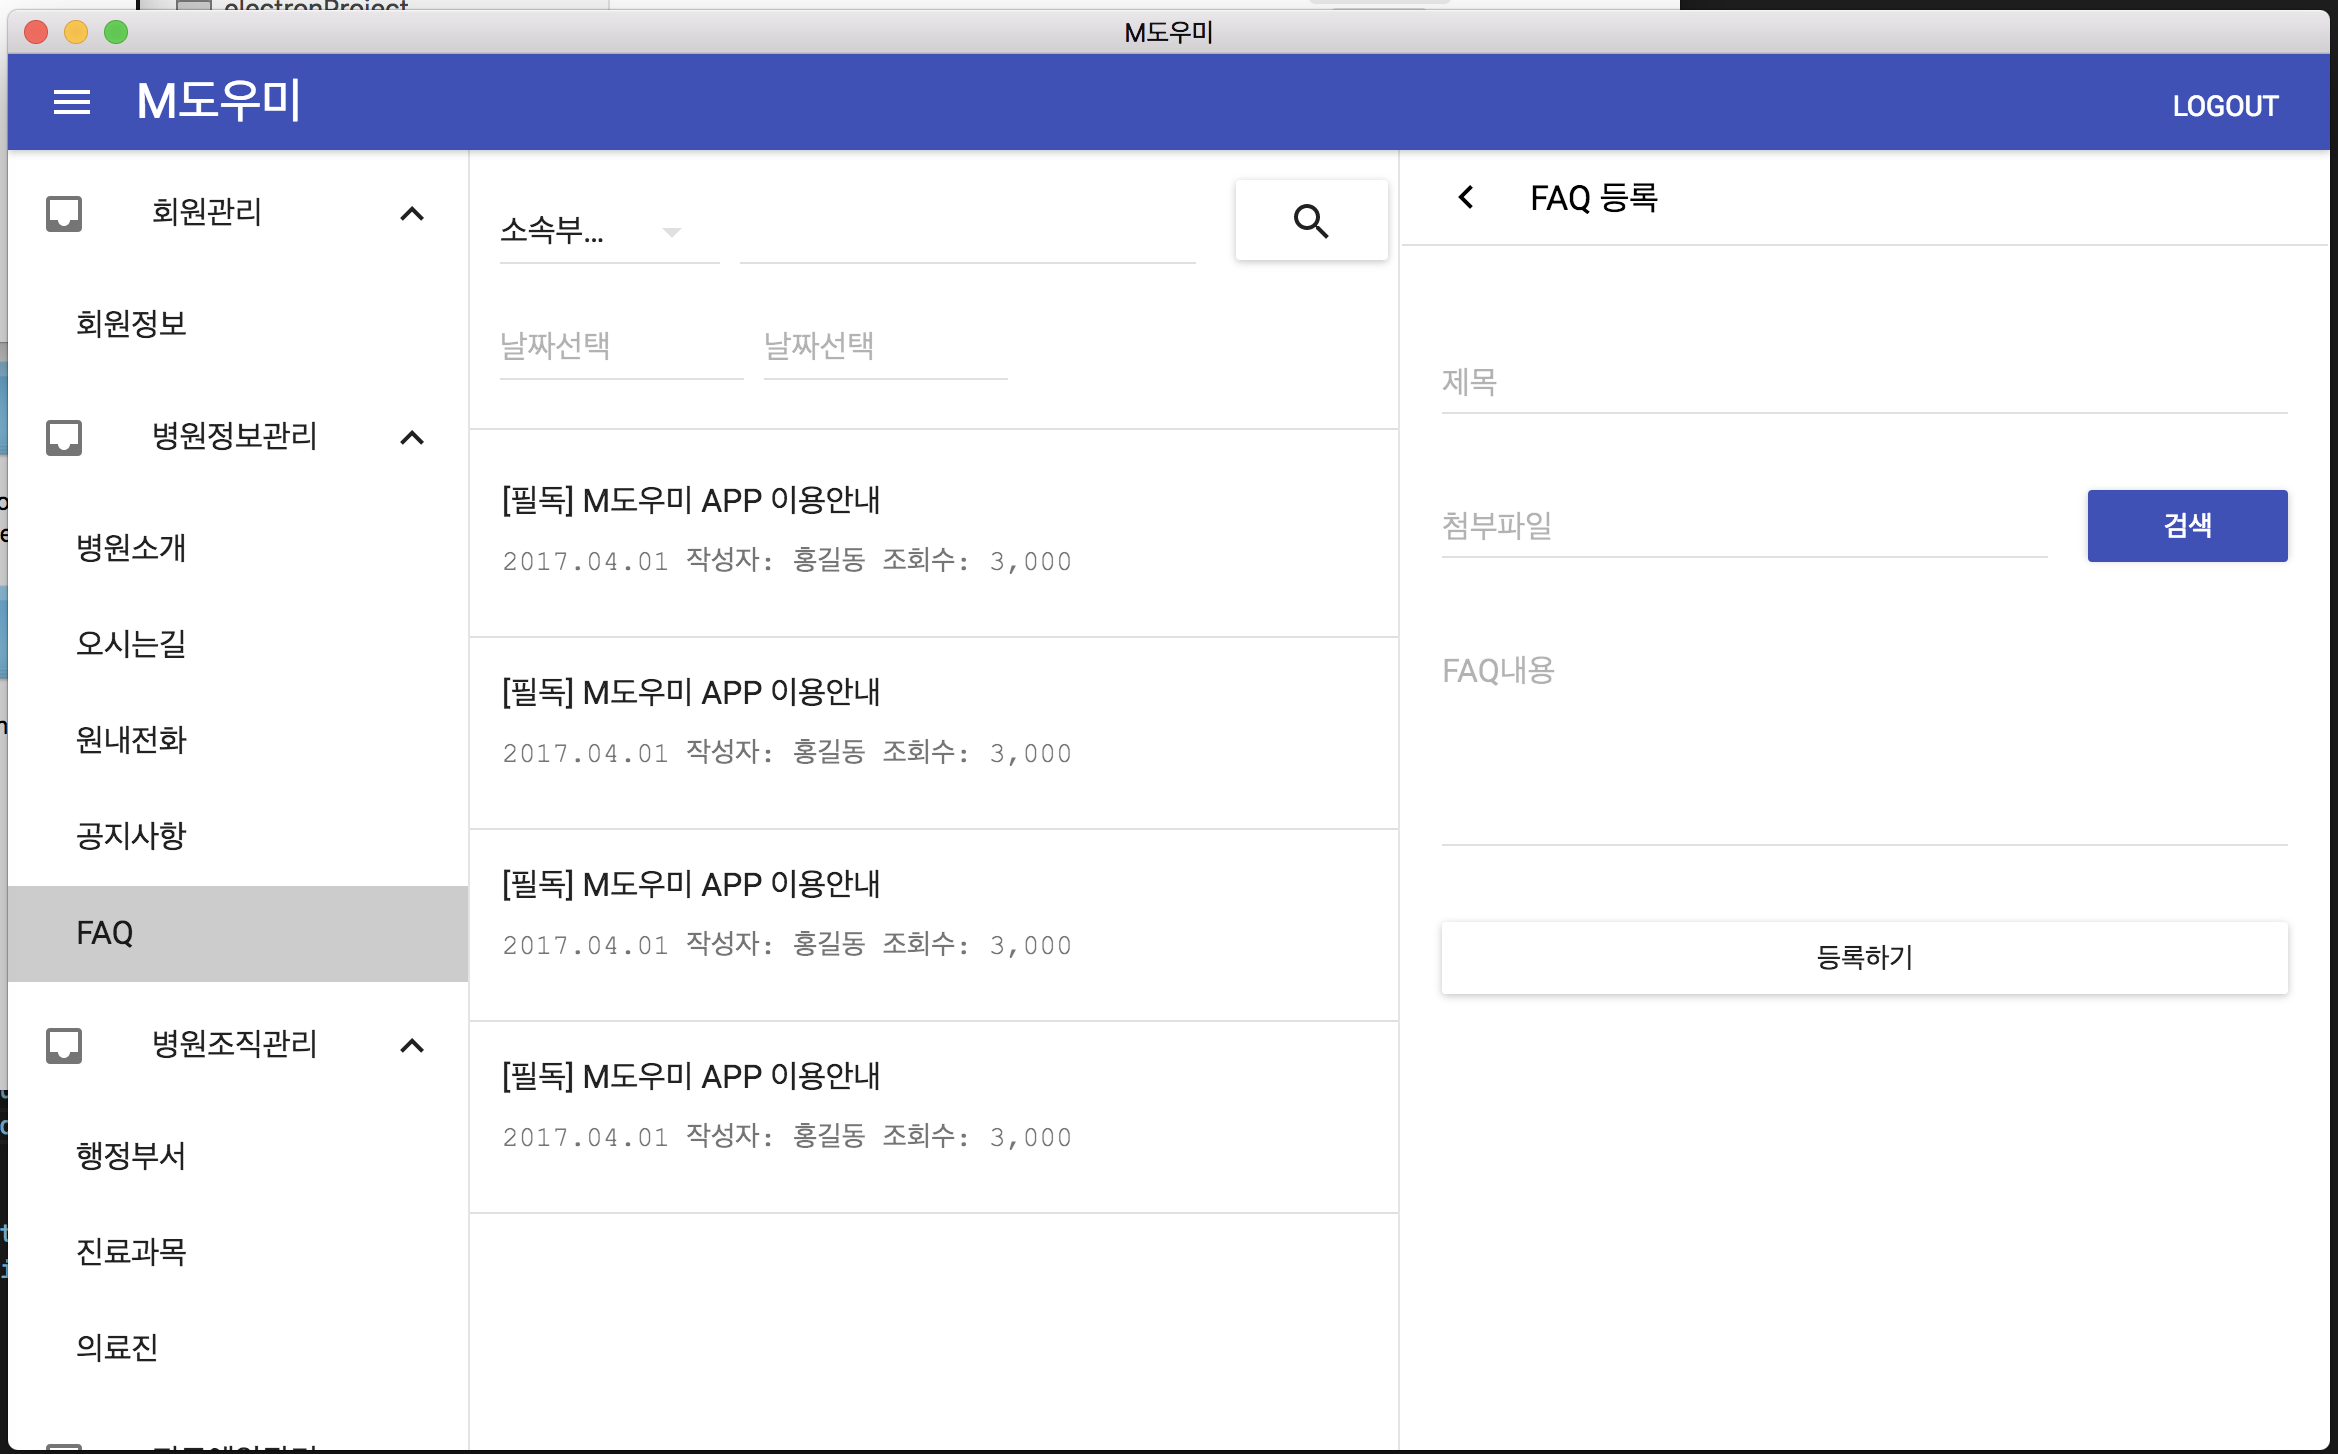 electronProject
M도우미
M도우미
LOGOUT
회원관리
회원정보
병원정보관리
병원소개
오시는길
원내전화
공지사항
FAQ
병원조직관리
행정부서
진료과목
의료진
소속부...
날짜선택 날짜선택
[필독] M도우미 APP 이용안내
2017.04.01 작성자: 홍길동 조회수: 3,000
[필독] M도우미 APP 이용안내
2017.04.01 작성자: 홍길동 조회수: 3,000
[필독] M도우미 APP 이용안내
2017.04.01 작성자: 홍길동 조회수: 3,000
[필독] M도우미 APP 이용안내
2017.04.01 작성자: 홍길동 조회수: 3,000
FAQ 등록
제목
첨부파일
검색
FAQ내용
등록하기